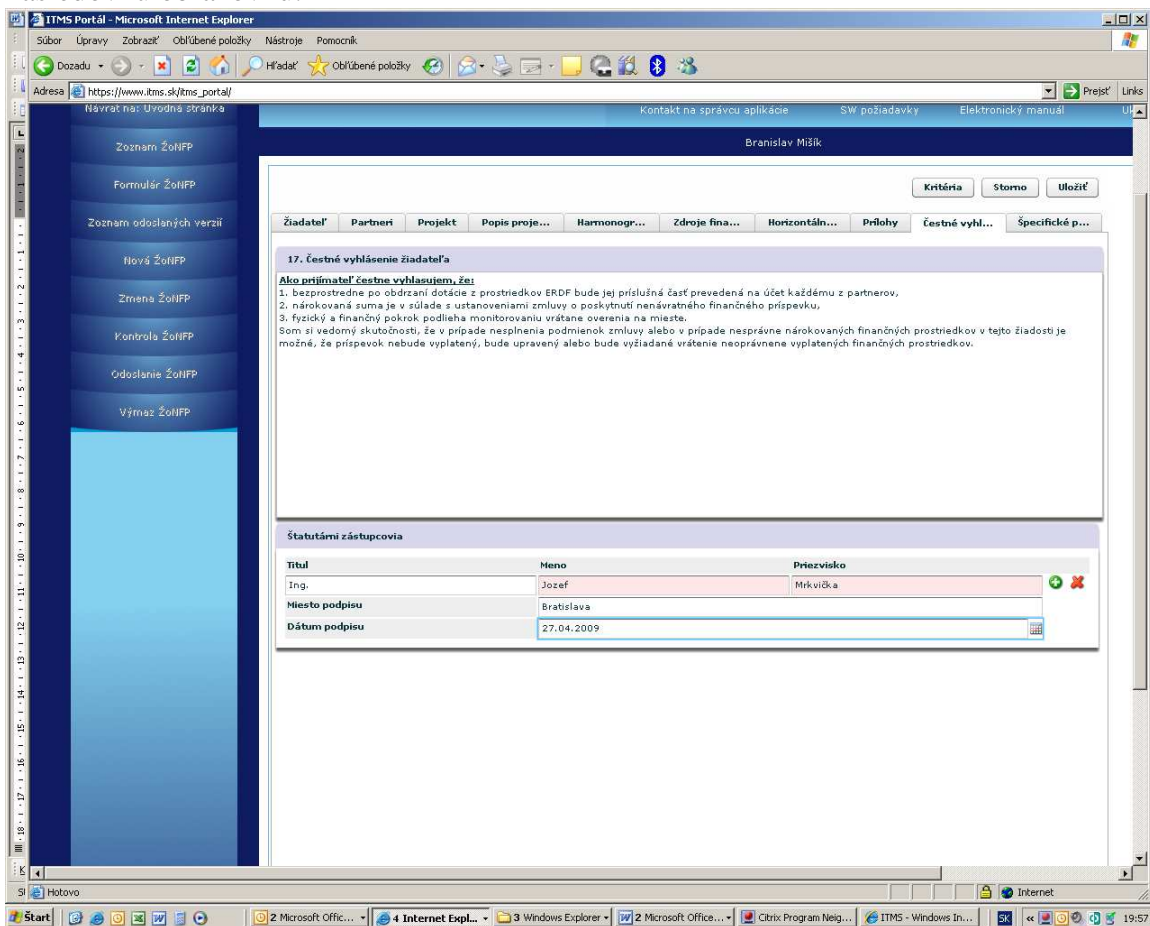 ITMS Portál - Microsoft Internet Explorer
Súbor Úpravy Zobraziť Obľúbené položky Nástroje Pomocník
Dozadu Hľadať Obľúbené položky
Adresa https://www.itms.sk/itms_portal/ Prejsť Links
Návrat na: Úvodná stránka
Kontakt na správcu aplikácie SW požiadavky Elektronický manuál
Branislav Mišík
Zoznam ŽoNFP
Formulár ŽoNFP
Zoznam odoslaných verzií
Nová ŽoNFP
Zmena ŽoNFP
Kontrola ŽoNFP
Odoslanie ŽoNFP
Výmaz ŽoNFP
Kritéria Storno Uložiť
Žiadateľ Partneri Projekt Popis proje... Harmonogr... Zdroje fina... Horizontáln... Prílohy Čestné vyhl... Špecifické p...
17. Čestné vyhlásenie žiadateľa
Ako prijímateľ čestne vyhlasujem, že:
1. bezprostredne po obdrzaní dotácie z prostriedkov ERDF bude jej príslušná časť prevedená na účet každému z partnerov,
2. nárokovaná suma je v súlade s ustanoveniami zmluvy o poskytnutí nenávratného finančného príspevku,
3. fyzický a finančný pokrok podlieha monitorovaniu vrátane overenia na mieste.
Som si vedomý skutočnosti, že v prípade nesplnenia podmienok zmluvy alebo v prípade nesprávne nárokovaných finančných prostriedkov v tejto žiadosti je
možné, že príspevok nebude vyplatený, bude upravený alebo bude vyžiadané vrátenie neoprávnene vyplatených finančných prostriedkov.
Štatutárni zástupcovia
Titul Meno Priezvisko
Ing. Jozef Mrkvička
Miesto podpisu Bratislava
Dátum podpisu 27.04.2009
Hotovo Internet
Štart 2 Microsoft Offic... 4 Internet Expl... 3 Windows Explorer 2 Microsoft Office... Citrix Program Neig... ITMS - Windows In... SK 19:57